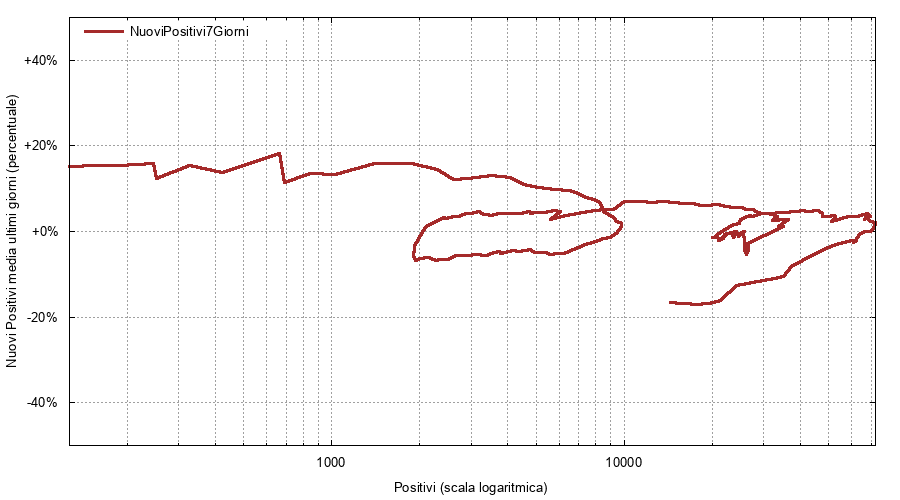 NuoviPositivi7Giorni
+40%
+20%
+0%
-20%
-40%
Nuovi Positivi media ultimi giorni (percentuale)
1000
10000
Positivi (scala logaritmica)